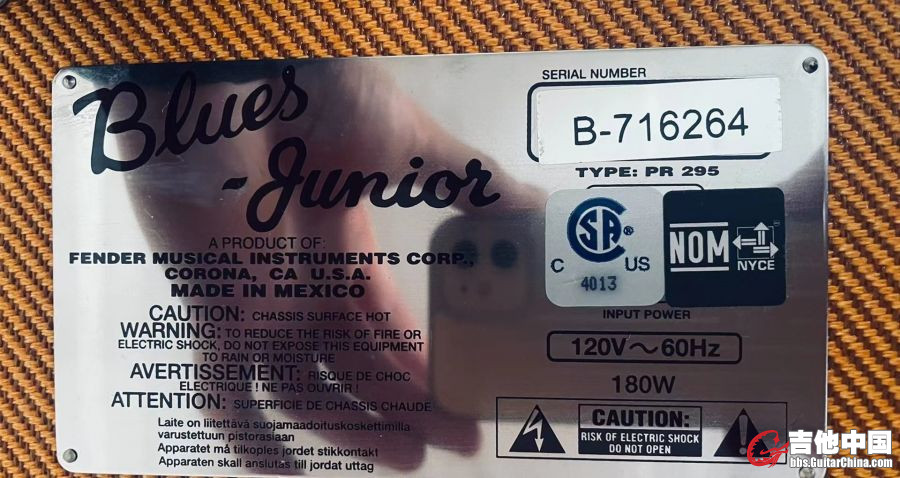 Blues
-Junior
A PRODUCT OF:
FENDER MUSICAL INSTRUMENTS CORP.,
CORONA, CA U.S.A.
MADE IN MEXICO
CAUTION: CHASSIS SURFACE HOT
WARNING: TO REDUCE THE RISK OF FIRE OR
ELECTRIC SHOCK, DO NOT EXPOSE THIS EQUIPMENT
TO RAIN OR MOISTURE
AVERTISSEMENT: RISQUE DE CHOC
ELECTRIQUE ! NE PAS OUVRIR !
ATTENTION: SUPERFICIE DE CHASSIS CHAUDE
Laite on liitettävä suojamaadoituskoskettimilla
varustettuun pistorasiaan
Apparatet må tilkoples jordet stikkontakt
Apparaten skall anslutas till jordat uttag
SERIAL NUMBER
B-716264
TYPE: PR 295
CSA®
C US
4013
NOM
NYCE
INPUT POWER
120V~60Hz
180W
CAUTION:
RISK OF ELECTRIC SHOCK
DO NOT OPEN
吉他中国
bbs.GuitarChina.com